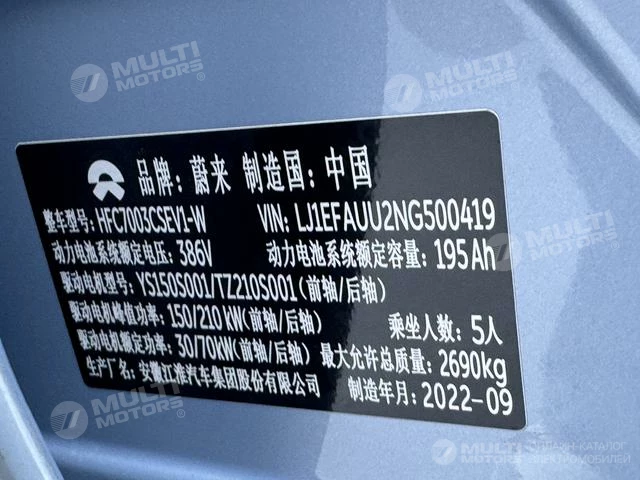 MULTI MOTORS®
MULTI MOTORS®
品牌: 蔚来 制造国: 中国
整车型号: HFC7003CSEV1-W VIN: LJ1EFAUU2NG500419
动力电池系统额定电压: 386V 动力电池系统额定容量: 195Ah
驱动电机型号: YS150S001/TZ210S001 (前轴/后轴)
驱动电机峰值功率: 150/210 kW(前轴/后轴) 乘坐人数: 5人
驱动电机额定功率: 30/70kW(前轴/后轴) 最大允许总质量: 2690kg
生产厂名: 安徽江淮汽车集团股份有限公司 制造年月: 2022-09
MULTI MOTORS®
MULTI MOTORS
ОНЛАЙН-КАТАЛОГ
ЭЛЕКТРОМОБИЛЕЙ